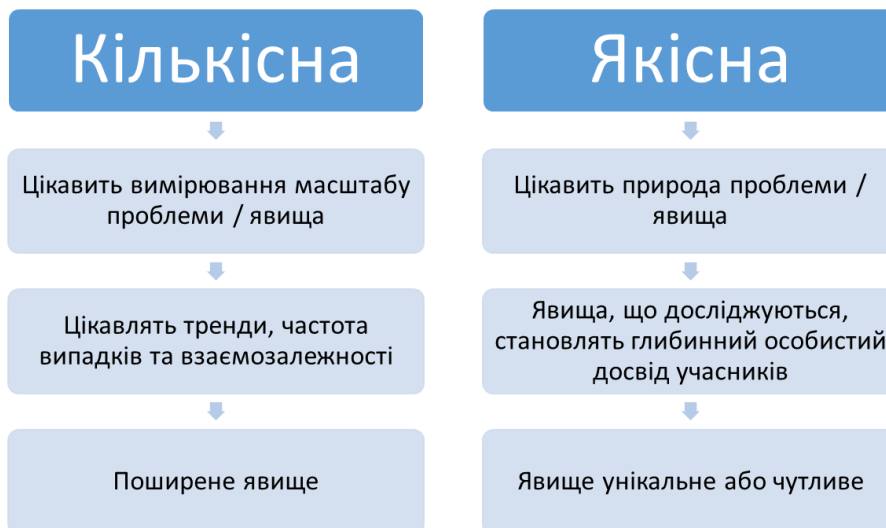 Кількісна
Цікавить вимірювання масштабу
проблеми / явища
Цікавлять тренди, частота
випадків та взаємозалежності
Поширене явище
Якісна
Цікавить природа проблеми /
явища
Явища, що досліджуються,
становлять глибинний особистий
досвід учасників
Явище унікальне або чутливе